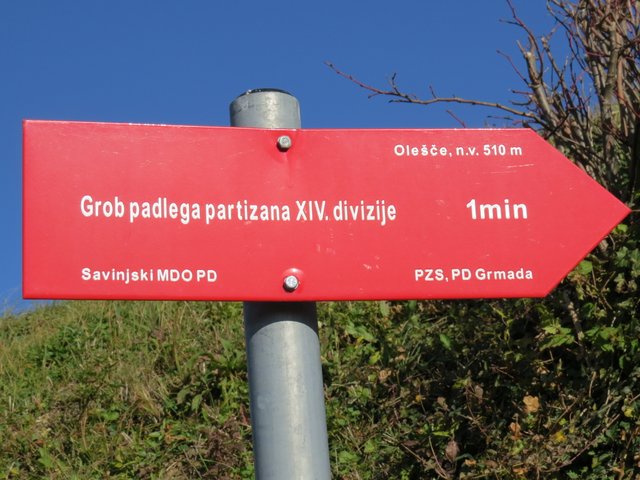 Olešče, n.v. 510 m
Grob padlega partizana XIV. divizije 1min
Savinjski MDO PD PZS, PD Grmada